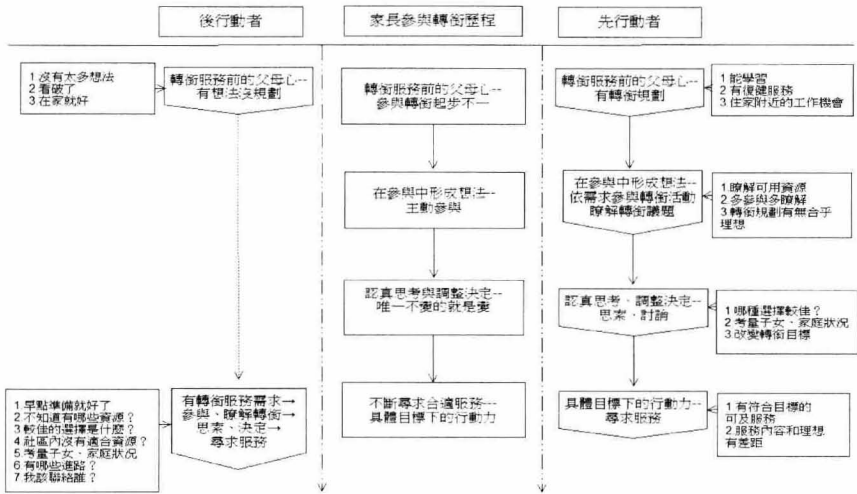 後行動者
家長參與轉銜歷程
先行動者
1 沒有太多想法
2 看破了
3 在家就好
轉銜服務前的父母心--
有想法沒規劃
轉銜服務前的父母心--
參與轉銜起步不一
轉銜服務前的父母心--
有轉銜規劃
1 能學習
2 有復健服務
3 住家附近的工作機會
在參與中形成想法--
主動參與
在參與中形成想法--
依需求參與轉銜活動
瞭解轉銜議題
1.瞭解可用資源
2.多參與多瞭解
3.轉銜規劃有無合乎
理想
認真思考與調整決定--
唯一不變的就是變
認真思考、調整決定--
思索、討論
1 哪種選擇較佳？
2 考量子女、家庭狀況
3 改變轉銜目標
1 早點準備就好了
2 不知道有哪些資源？
3 較佳的選擇是什麼？
4 社區內沒有適合資源？
5 考量子女、家庭狀況
6 有哪些進路？
7 我該聯絡誰？
有轉銜服務需求→
參與、瞭解轉銜→
思索、決定→
尋求服務
不斷尋求合適服務--
具體目標下的行動力
具體目標下的行動力--
尋求服務
1 有符合目標的
可及服務
2.服務內容和理想
有差距